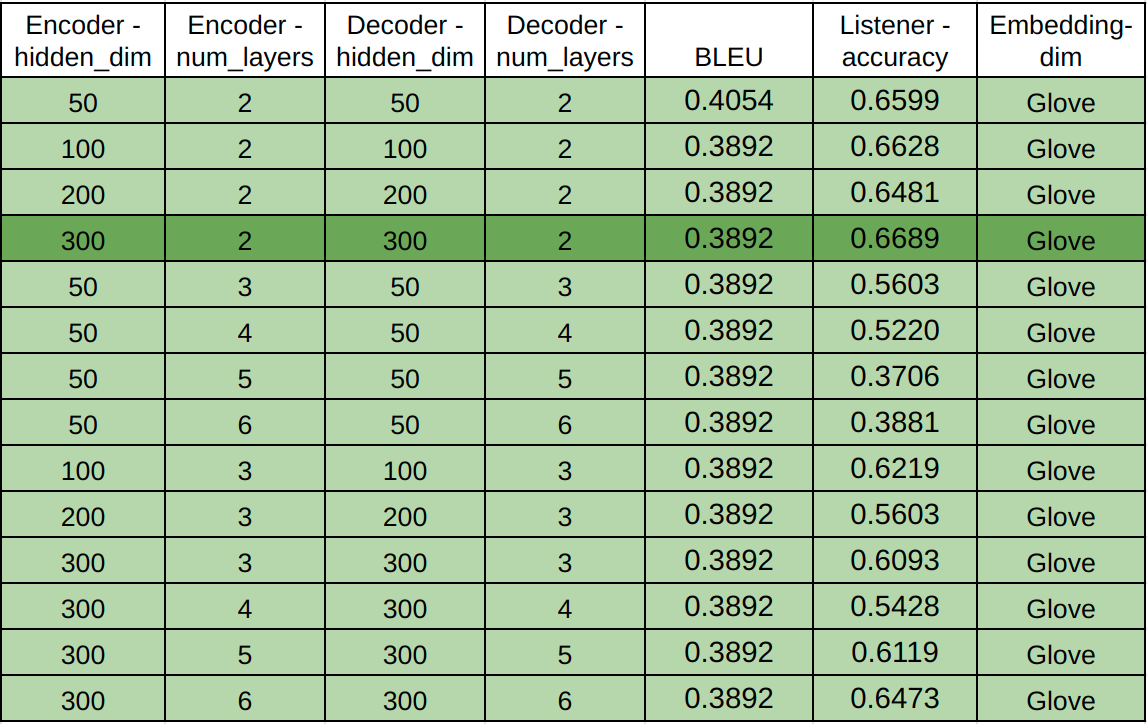 Encoder - Encoder - Decoder - Decoder - Listener - Embedding-
hidden_dim num_layers hidden_dim num_layers BLEU accuracy dim
50 2 50 2 0.4054 0.6599 Glove
100 2 100 2 0.3892 0.6628 Glove
200 2 200 2 0.3892 0.6481 Glove
300 2 300 2 0.3892 0.6689 Glove
50 3 50 3 0.3892 0.5603 Glove
50 4 50 4 0.3892 0.5220 Glove
50 5 50 5 0.3892 0.3706 Glove
50 6 50 6 0.3892 0.3881 Glove
100 3 100 3 0.3892 0.6219 Glove
200 3 200 3 0.3892 0.5603 Glove
300 3 300 3 0.3892 0.6093 Glove
300 4 300 4 0.3892 0.5428 Glove
300 5 300 5 0.3892 0.6119 Glove
300 6 300 6 0.3892 0.6473 Glove